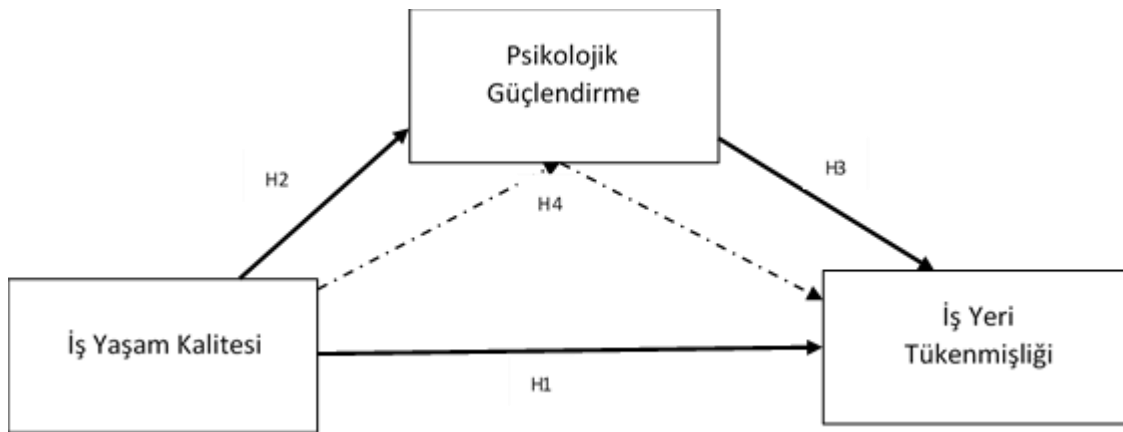 Psikolojik
Güçlendirme
H2
H3
H4
İş Yaşam Kalitesi
İş Yeri
Tükenmişliği
H1